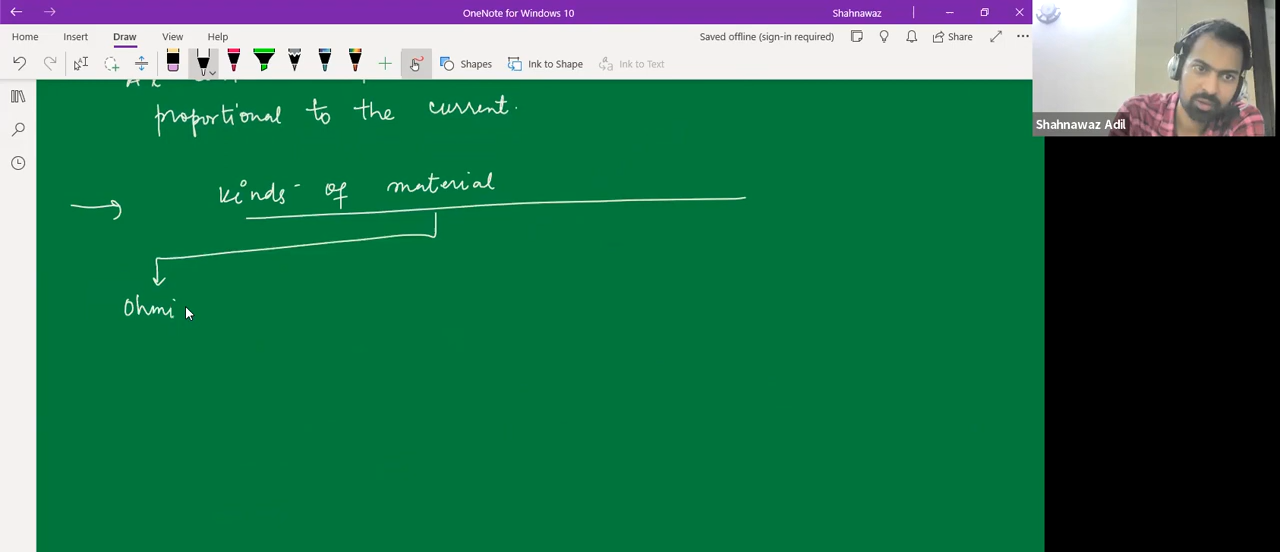 OneNote for Windows 10
Shahnawaz
Home Insert Draw View Help
Saved offline (sign-in required) Share
Shapes Ink to Shape Ink to Text
proportional to the current.
Shahnawaz Adil
kinds of material
Ohmi